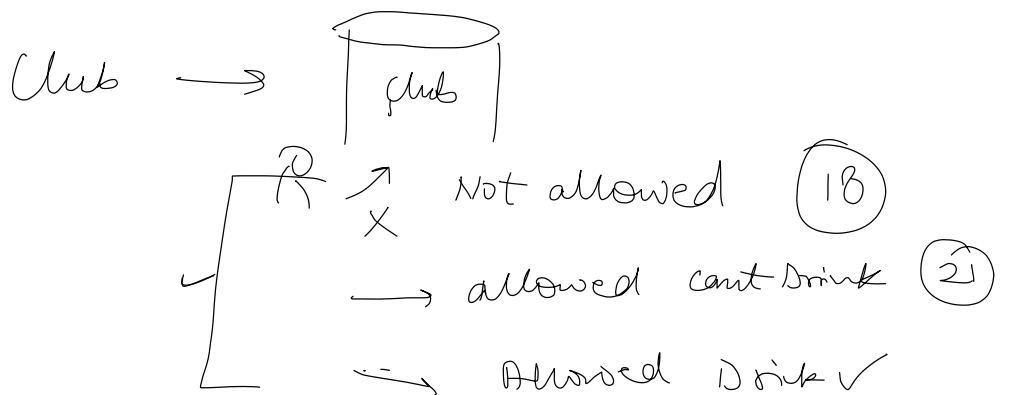 Club → Club
X Not allowed 18
→ allowed cant Drink 21
→ Allowed Drink ✓